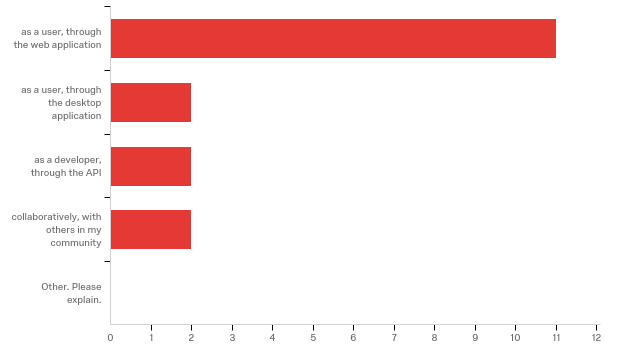 as a user, through
the web application
as a user, through
the desktop
application
as a developer,
through the API
collaboratively, with
others in my
community
Other. Please
explain.
0 1 2 3 4 5 6 7 8 9 10 11 12